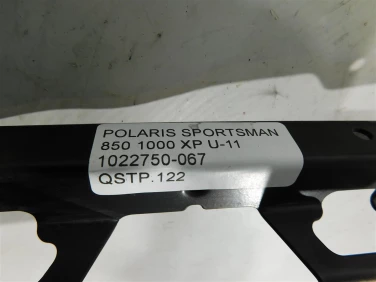 POLARIS SPORTSMAN
850 1000 XP U-11
1022750-067
QSTP.122